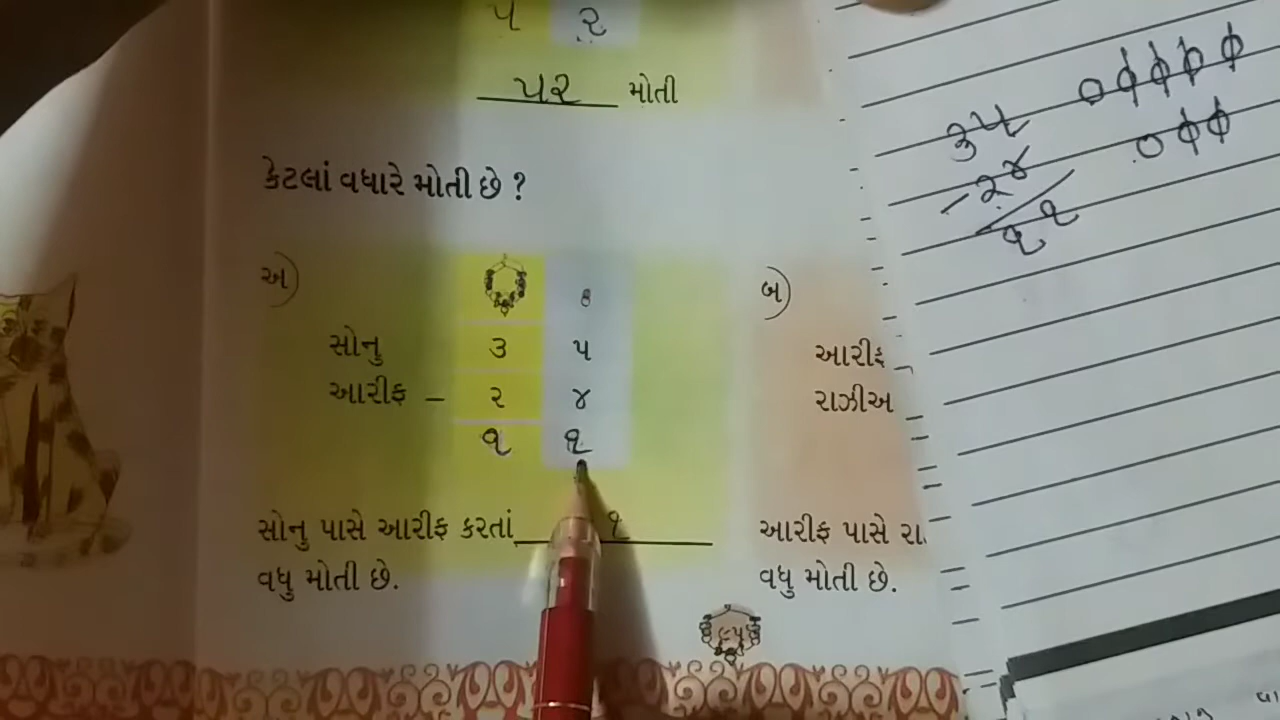 ૫ ૨
૫૨ મોતી
કેટલાં વધારે મોતી છે ?
અ)
સોનુ ૩ ૫
આરીફ – ૨ ૪
૧ ૧
સોનુ પાસે આરીફ કરતાં ૧
વધુ મોતી છે.
બ)
આરીફ
રાઝીઅ
આરીફ પાસે રા
વધુ મોતી છે.
૯૫
૩૫
-૨૪
૧૧